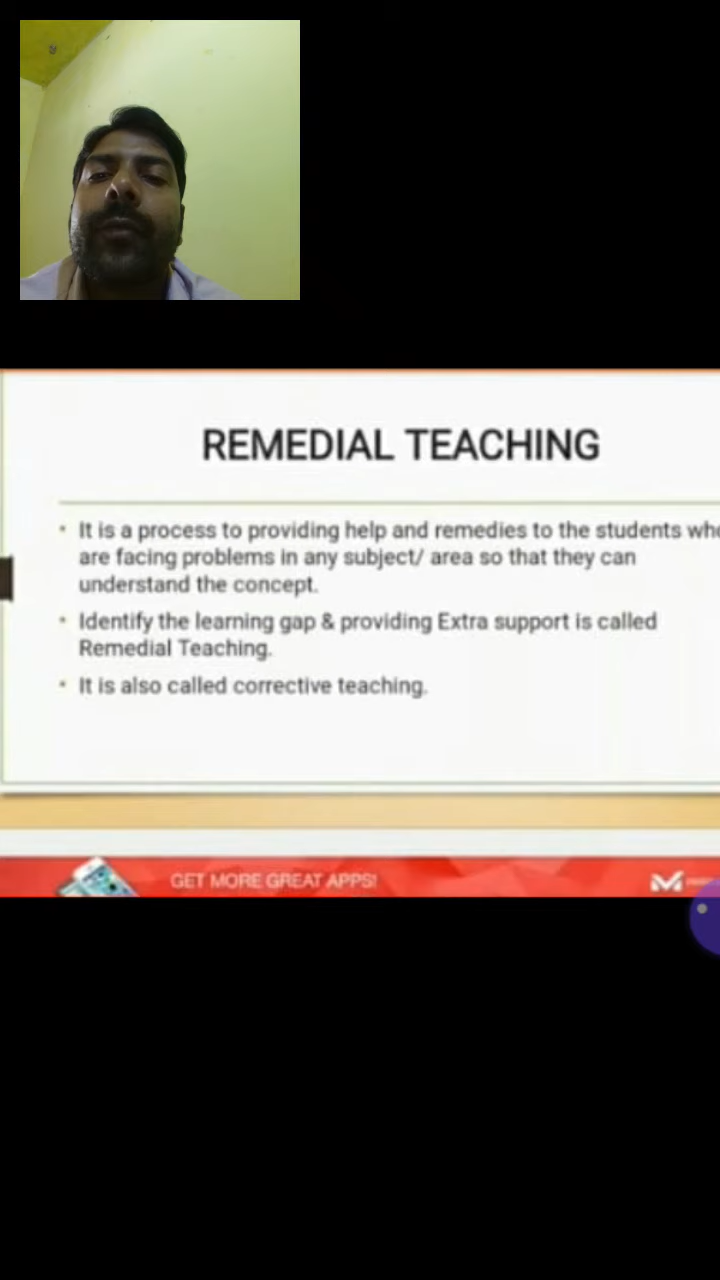 REMEDIAL TEACHING
• It is a process to providing help and remedies to the students who
are facing problems in any subject/ area so that they can
understand the concept.
• Identify the learning gap & providing Extra support is called
Remedial Teaching.
• It is also called corrective teaching.
GET MORE GREAT APPS!